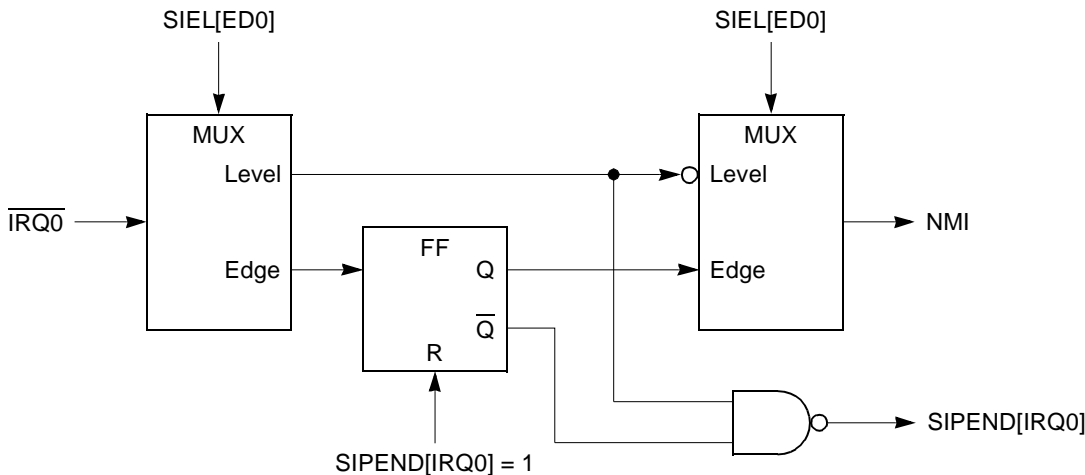 SIEL[ED0]
SIEL[ED0]
MUX
MUX
Level
Level
IRQ0
NMI
FF
Edge
Q
Edge
Q
R
SIPEND[IRQ0]
SIPEND[IRQ0] = 1